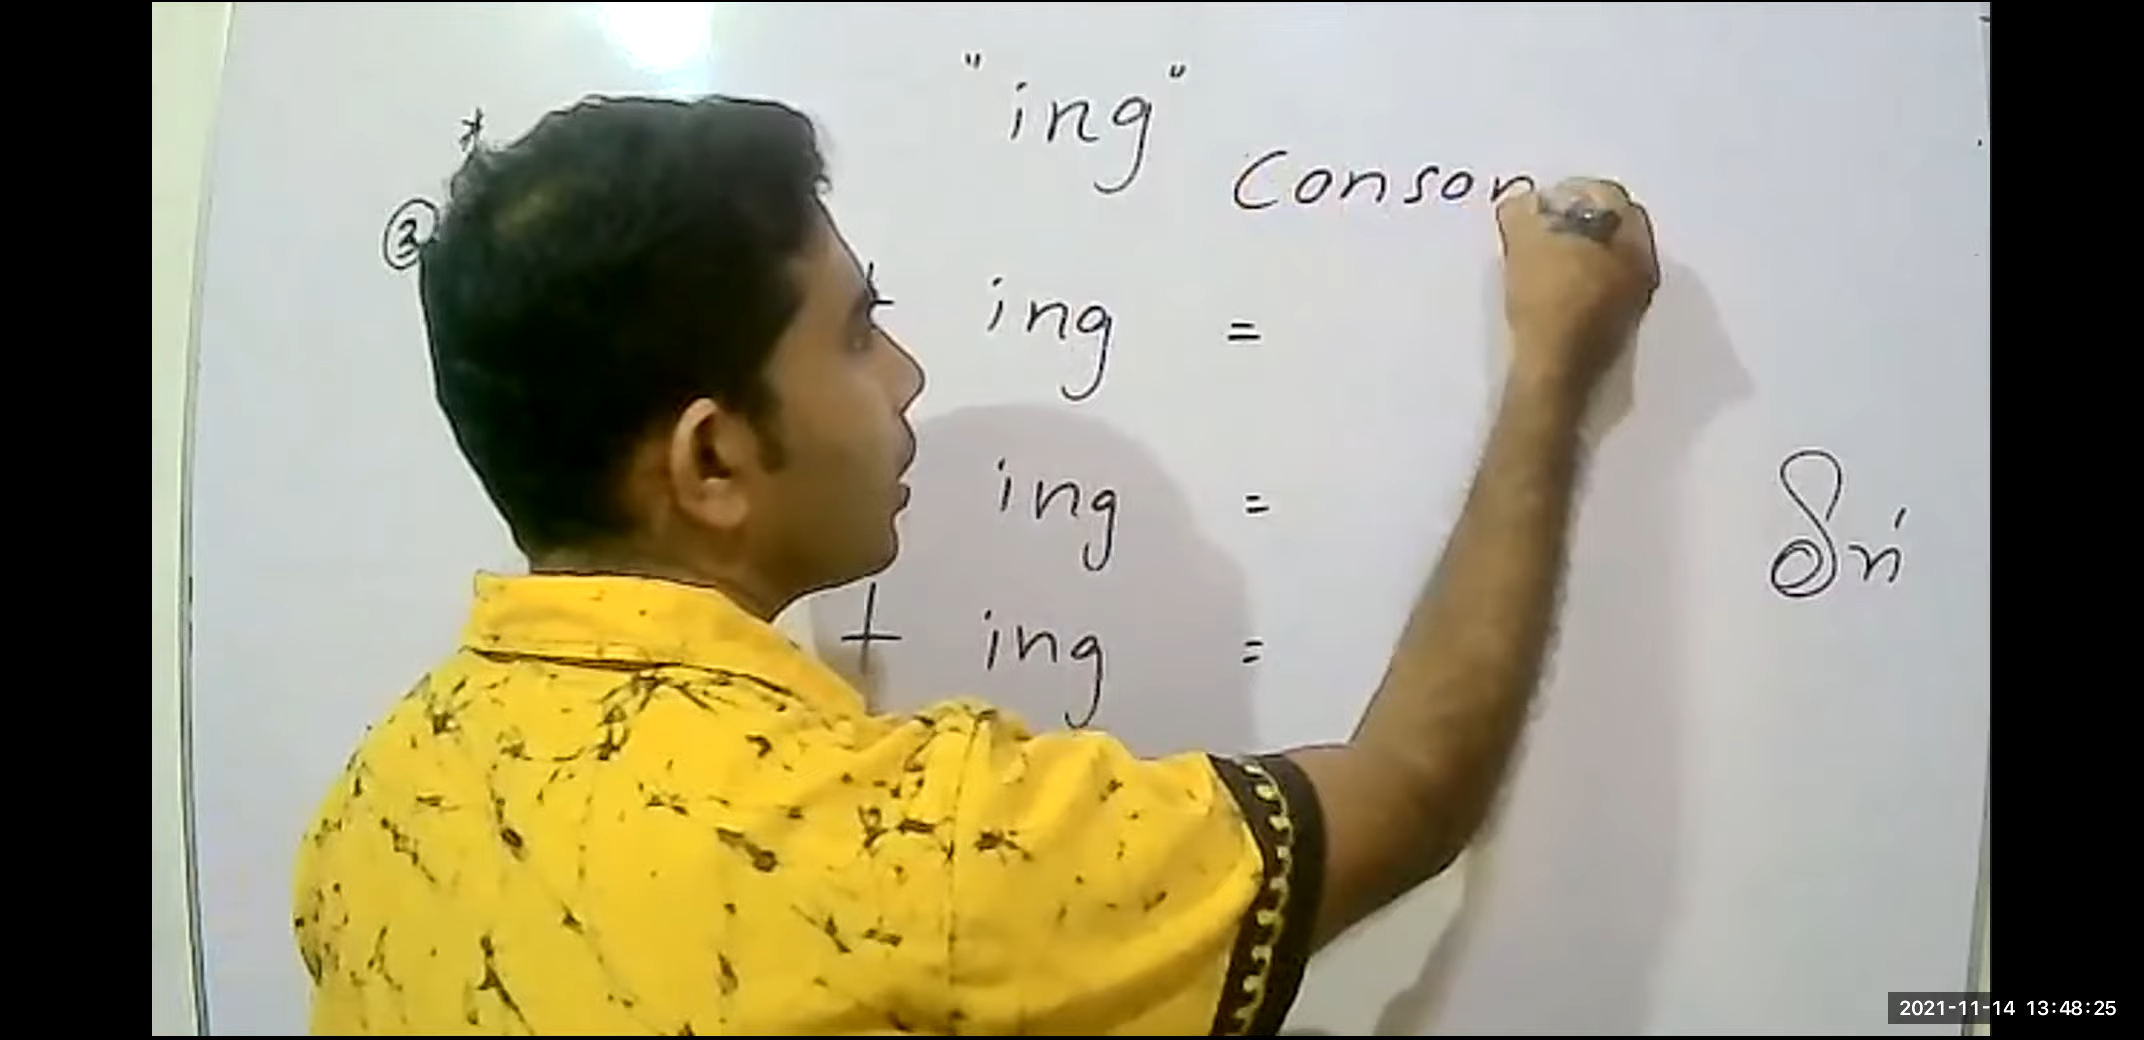 "ing"
*
Conson
③
+ ing =
ing =
+ ing =
2021-11-14 13:48:25